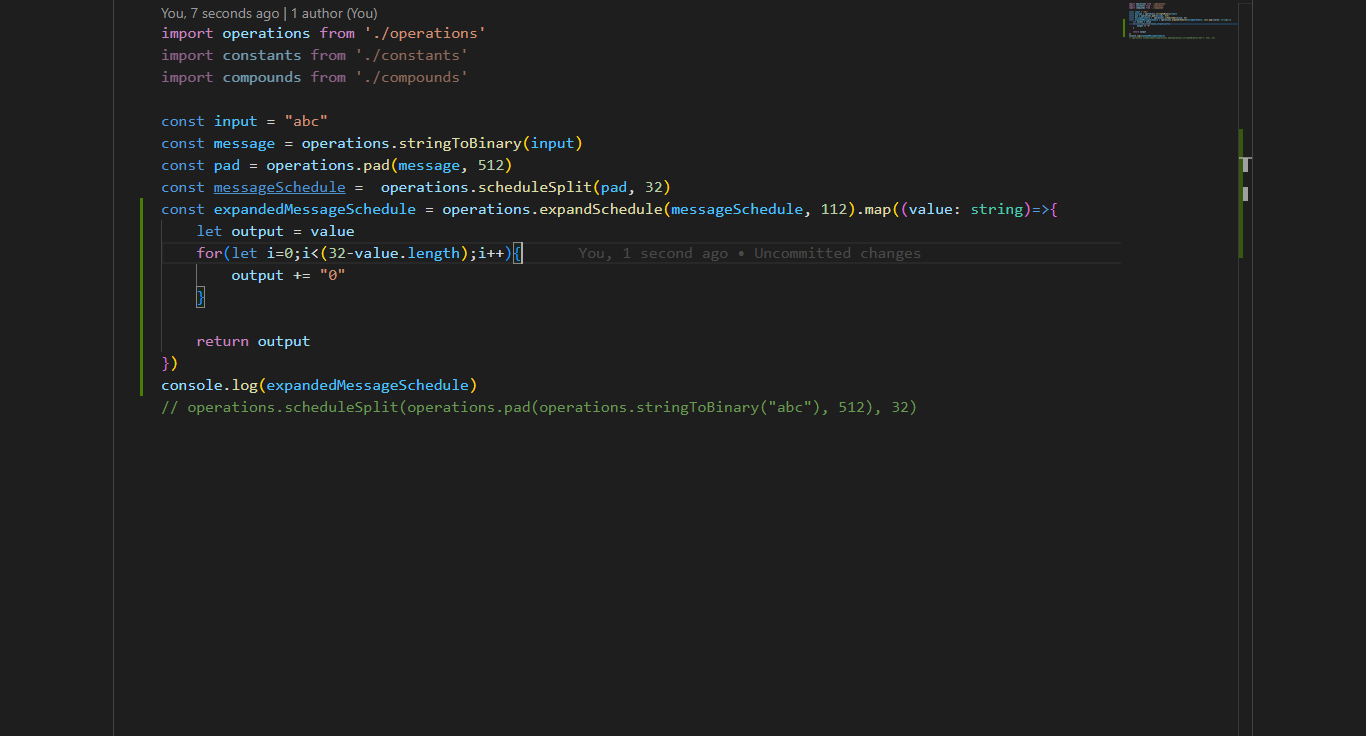 You, 7 seconds ago | 1 author (You)
import operations from './operations'
import constants from './constants'
import compounds from './compounds'
const input = "abc"
const message = operations.stringToBinary(input)
const pad = operations.pad(message, 512)
const messageSchedule =  operations.scheduleSplit(pad, 32)
const expandedMessageSchedule = operations.expandSchedule(messageSchedule, 112).map((value: string)=>{
    let output = value
    for(let i=0;i<(32-value.length);i++){ You, 1 second ago • Uncommitted changes
        output += "0"
    }
    return output
})
console.log(expandedMessageSchedule)
// operations.scheduleSplit(operations.pad(operations.stringToBinary("abc"), 512), 32)